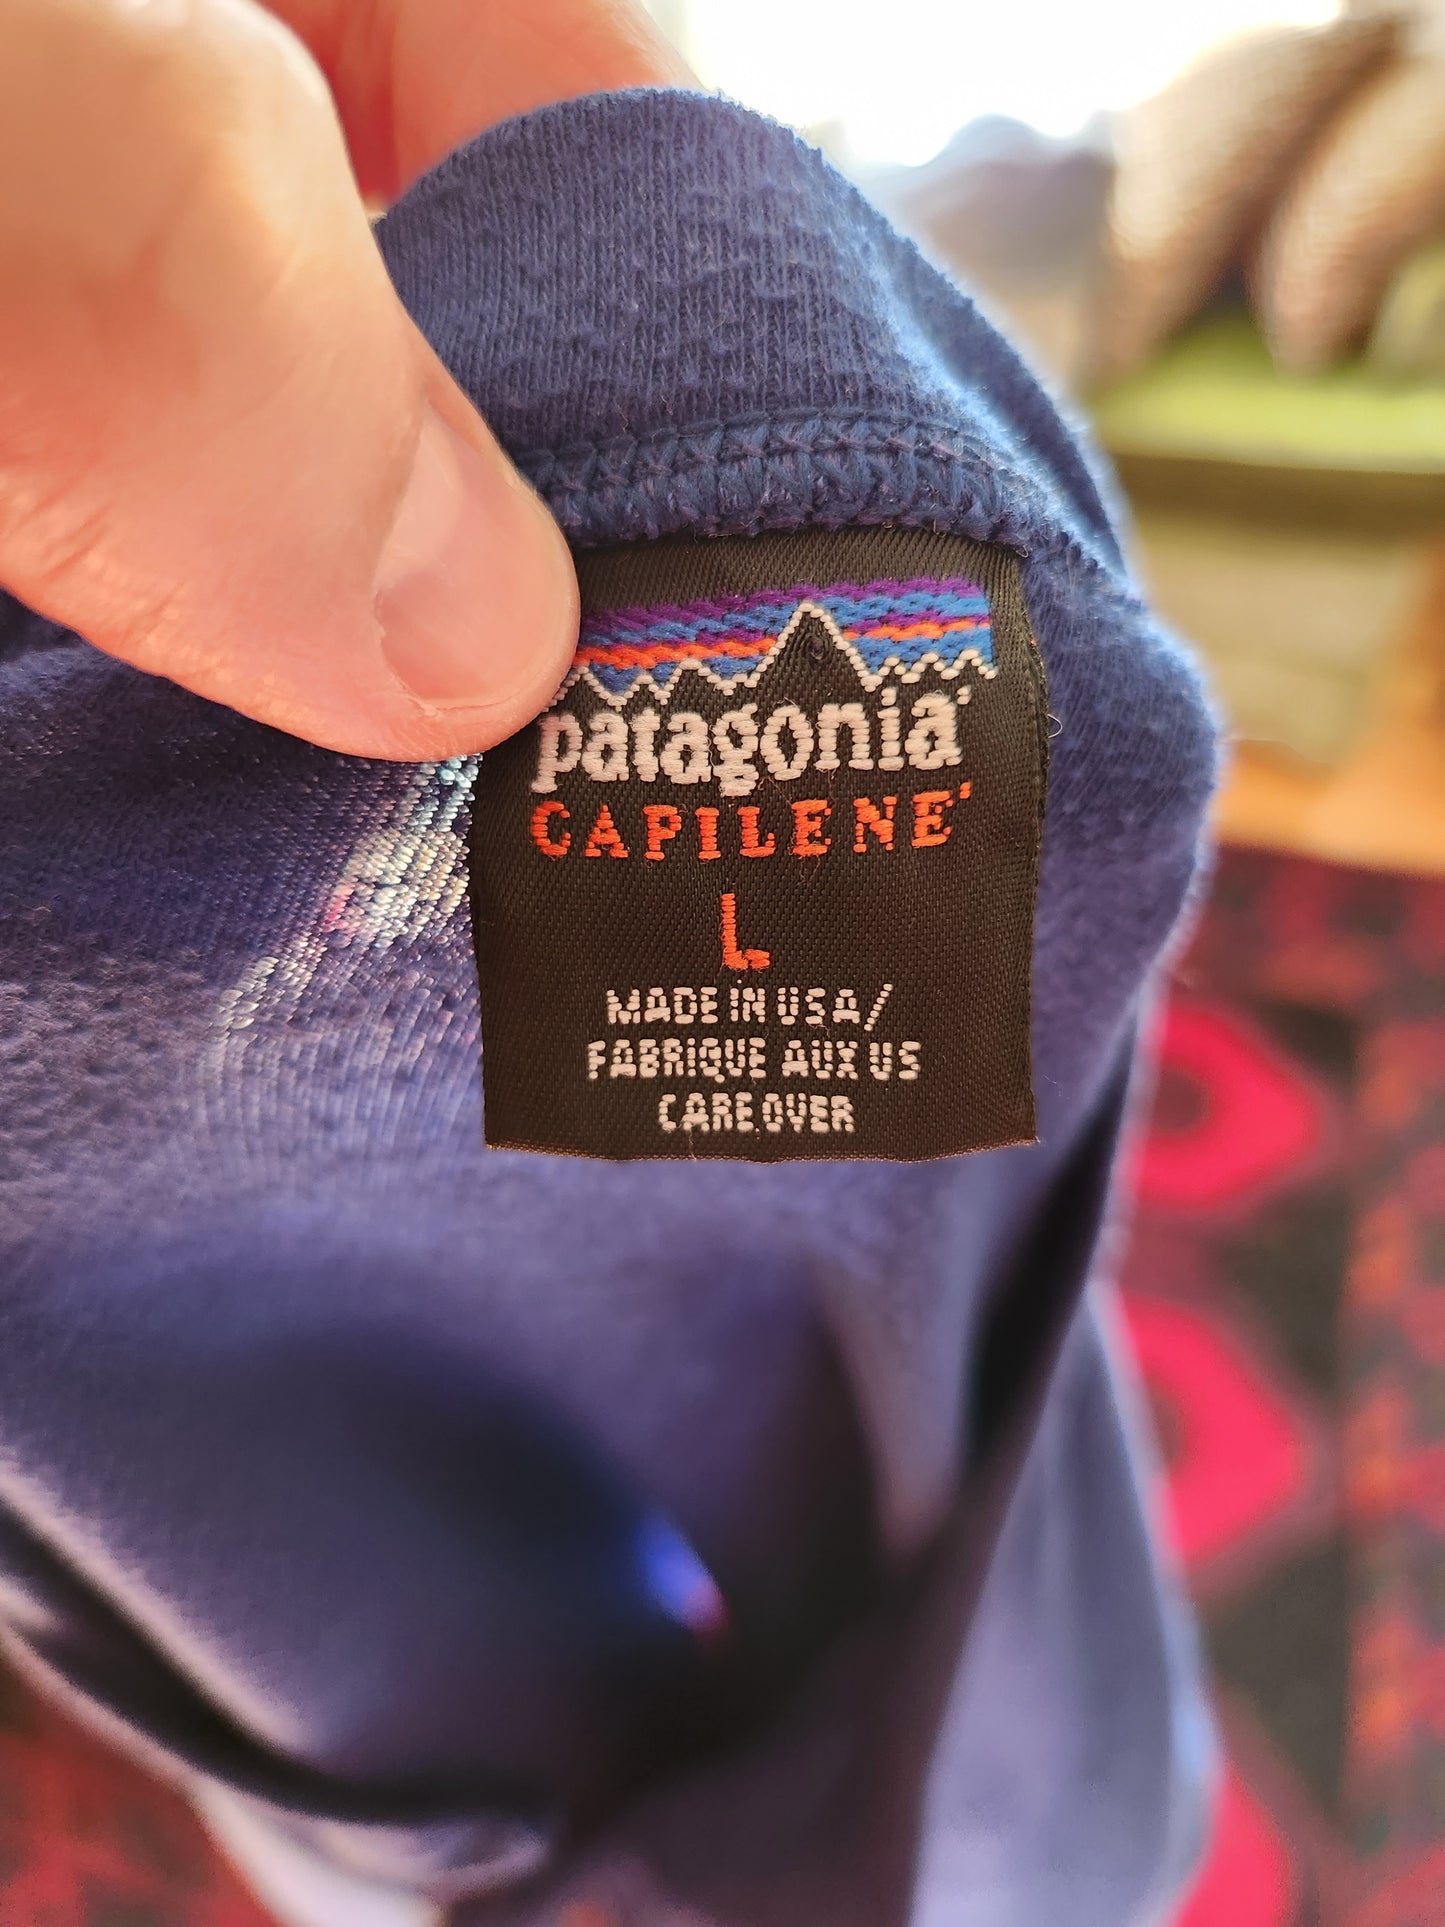 patagonia
CAPILENE
L
MADE IN USA/
FABRIQUE AUX US
CARE OVER